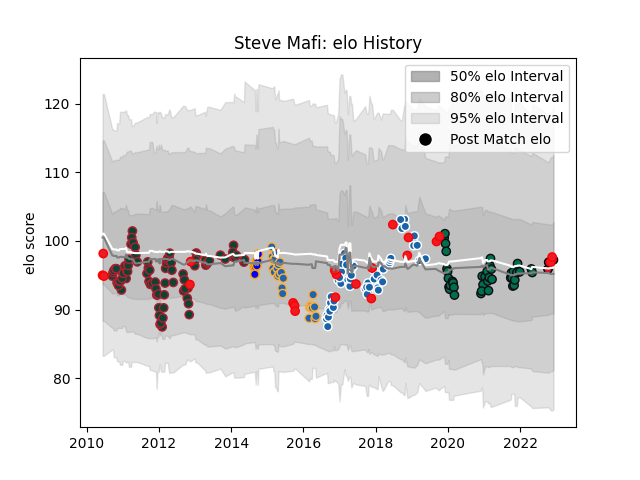 Steve Mafi: elo History
50% elo Interval
80% elo Interval
95% elo Interval
Post Match elo
elo score
120
110
100
90
80
2010
2012
2014
2016
2018
2020
2022